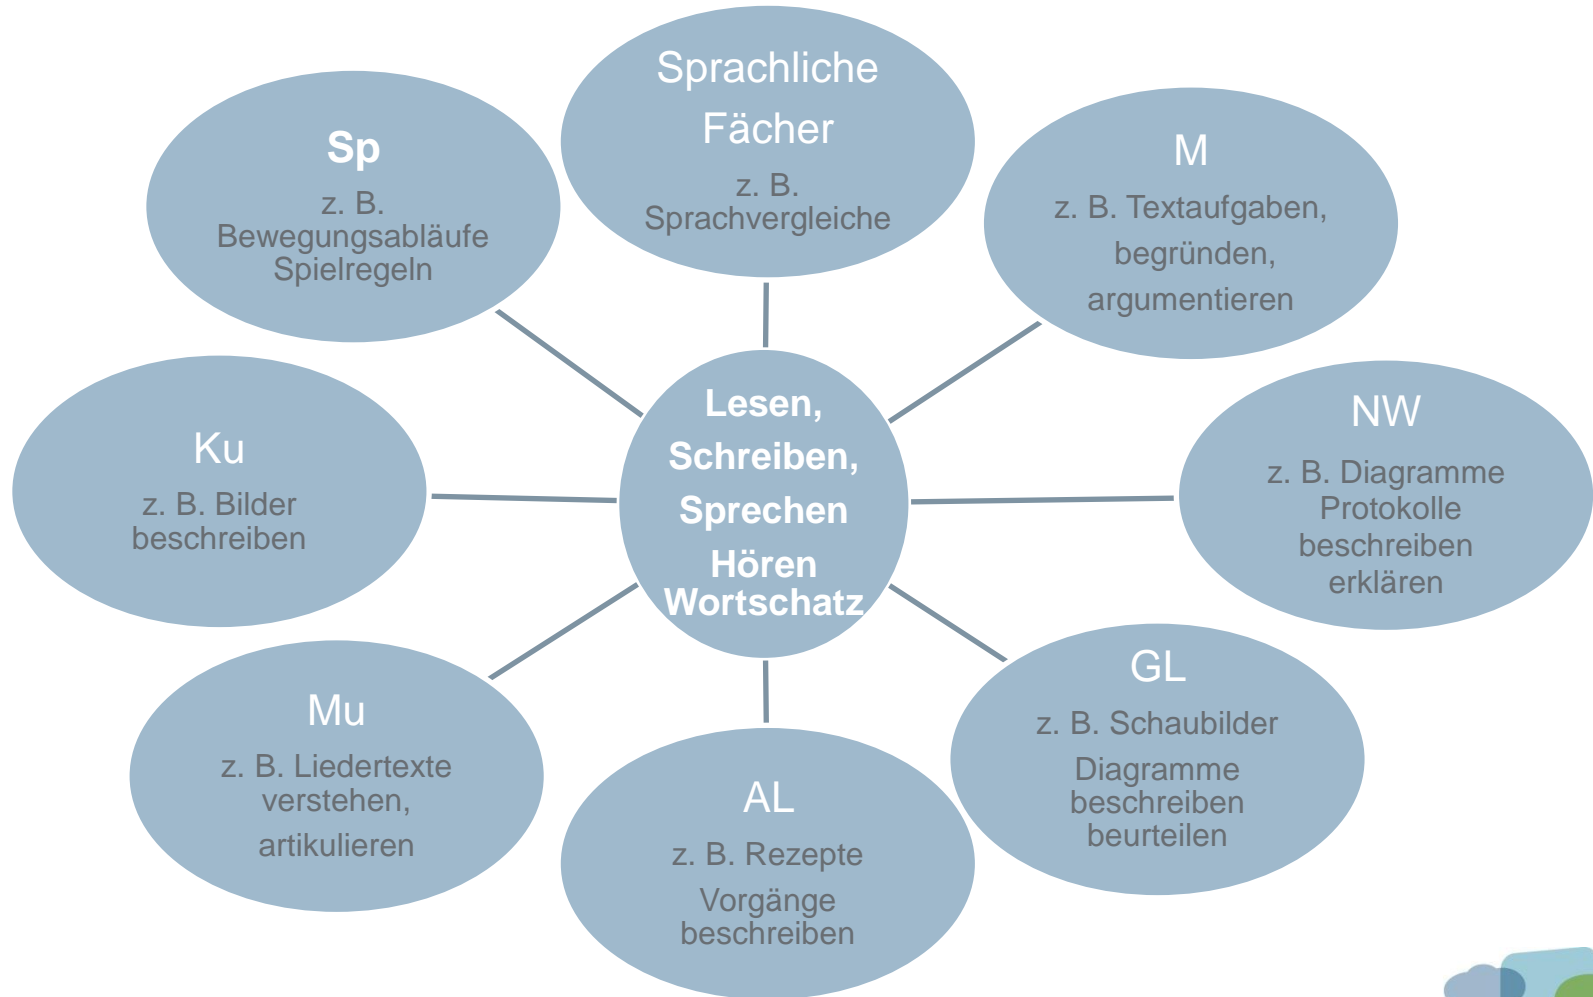 Sprachliche
Fächer
z. B.
Sprachvergleiche
M
z. B. Textaufgaben,
begründen,
argumentieren
NW
z. B. Diagramme
Protokolle
beschreiben
erklären
GL
z. B. Schaubilder
Diagramme
beschreiben
beurteilen
AL
z. B. Rezepte
Vorgänge
beschreiben
Mu
z. B. Liedertexte
verstehen,
artikulieren
Ku
z. B. Bilder
beschreiben
Sp
z. B.
Bewegungsabläufe
Spielregeln
Lesen,
Schreiben,
Sprechen
Hören
Wortschatz